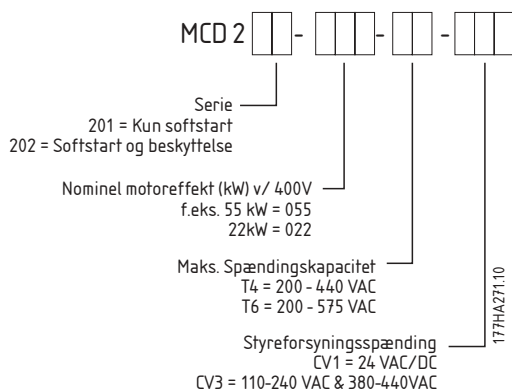 MCD 2 - - -
Serie
201 = Kun softstart
202 = Softstart og beskyttelse
Nominel motoreffekt (kW) v/ 400V
f.eks. 55 kW = 055
22kW = 022
Maks. Spændingskapacitet
T4 = 200 - 440 VAC
T6 = 200 - 575 VAC
Styreforsyningsspænding
CV1 = 24 VAC/DC
CV3 = 110-240 VAC & 380-440VAC
177HA271.10